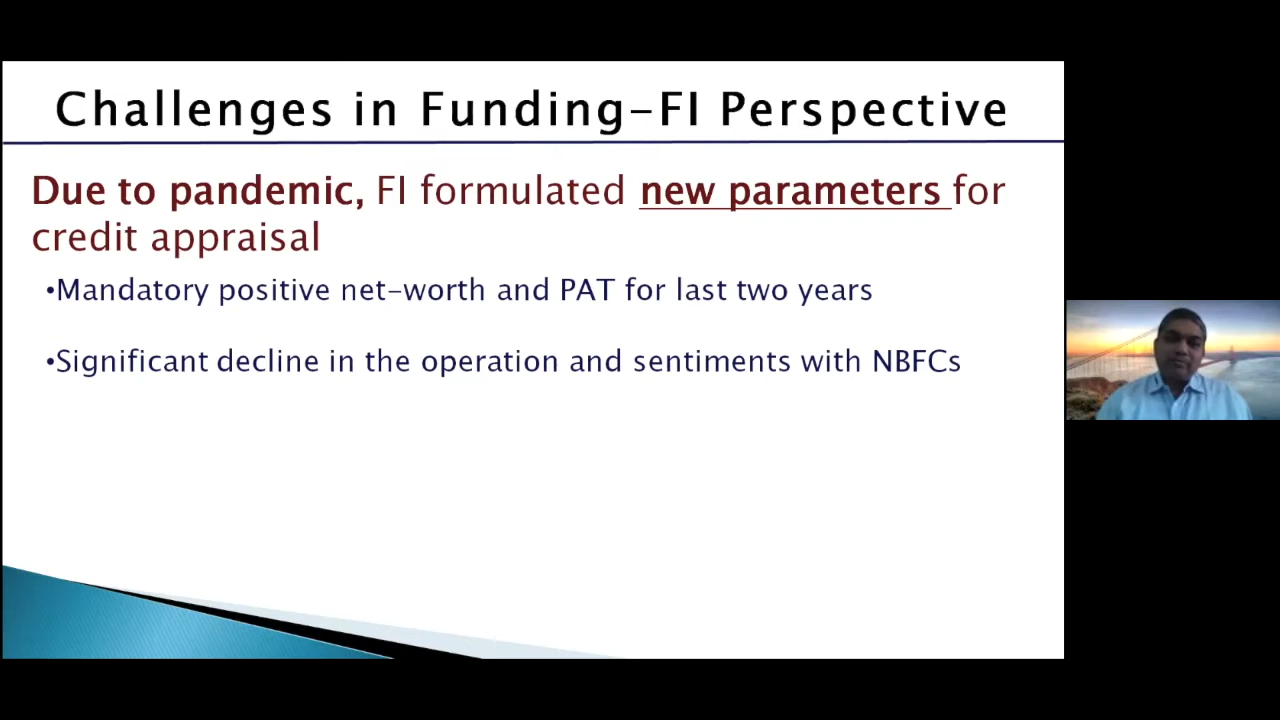 Challenges in Funding-FI Perspective
Due to pandemic, FI formulated new parameters for
credit appraisal
•Mandatory positive net-worth and PAT for last two years
•Significant decline in the operation and sentiments with NBFCs